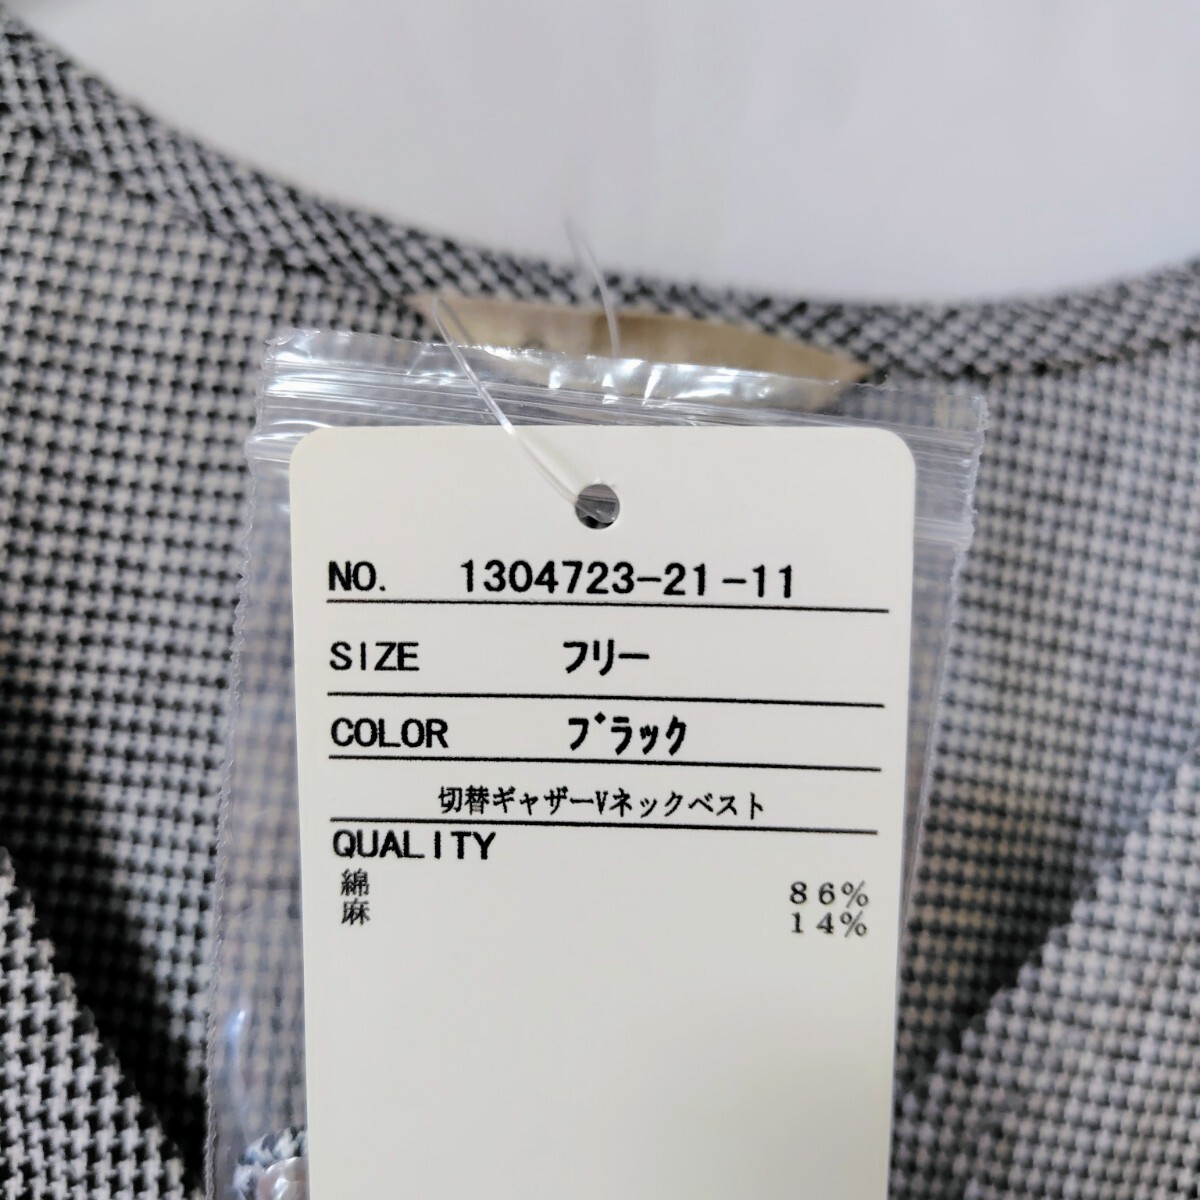 NO. 1304723-21-11
SIZE フリー
COLOR ブラック
切替ギャザーVネックベスト
QUALITY
綿 86%
麻 14%